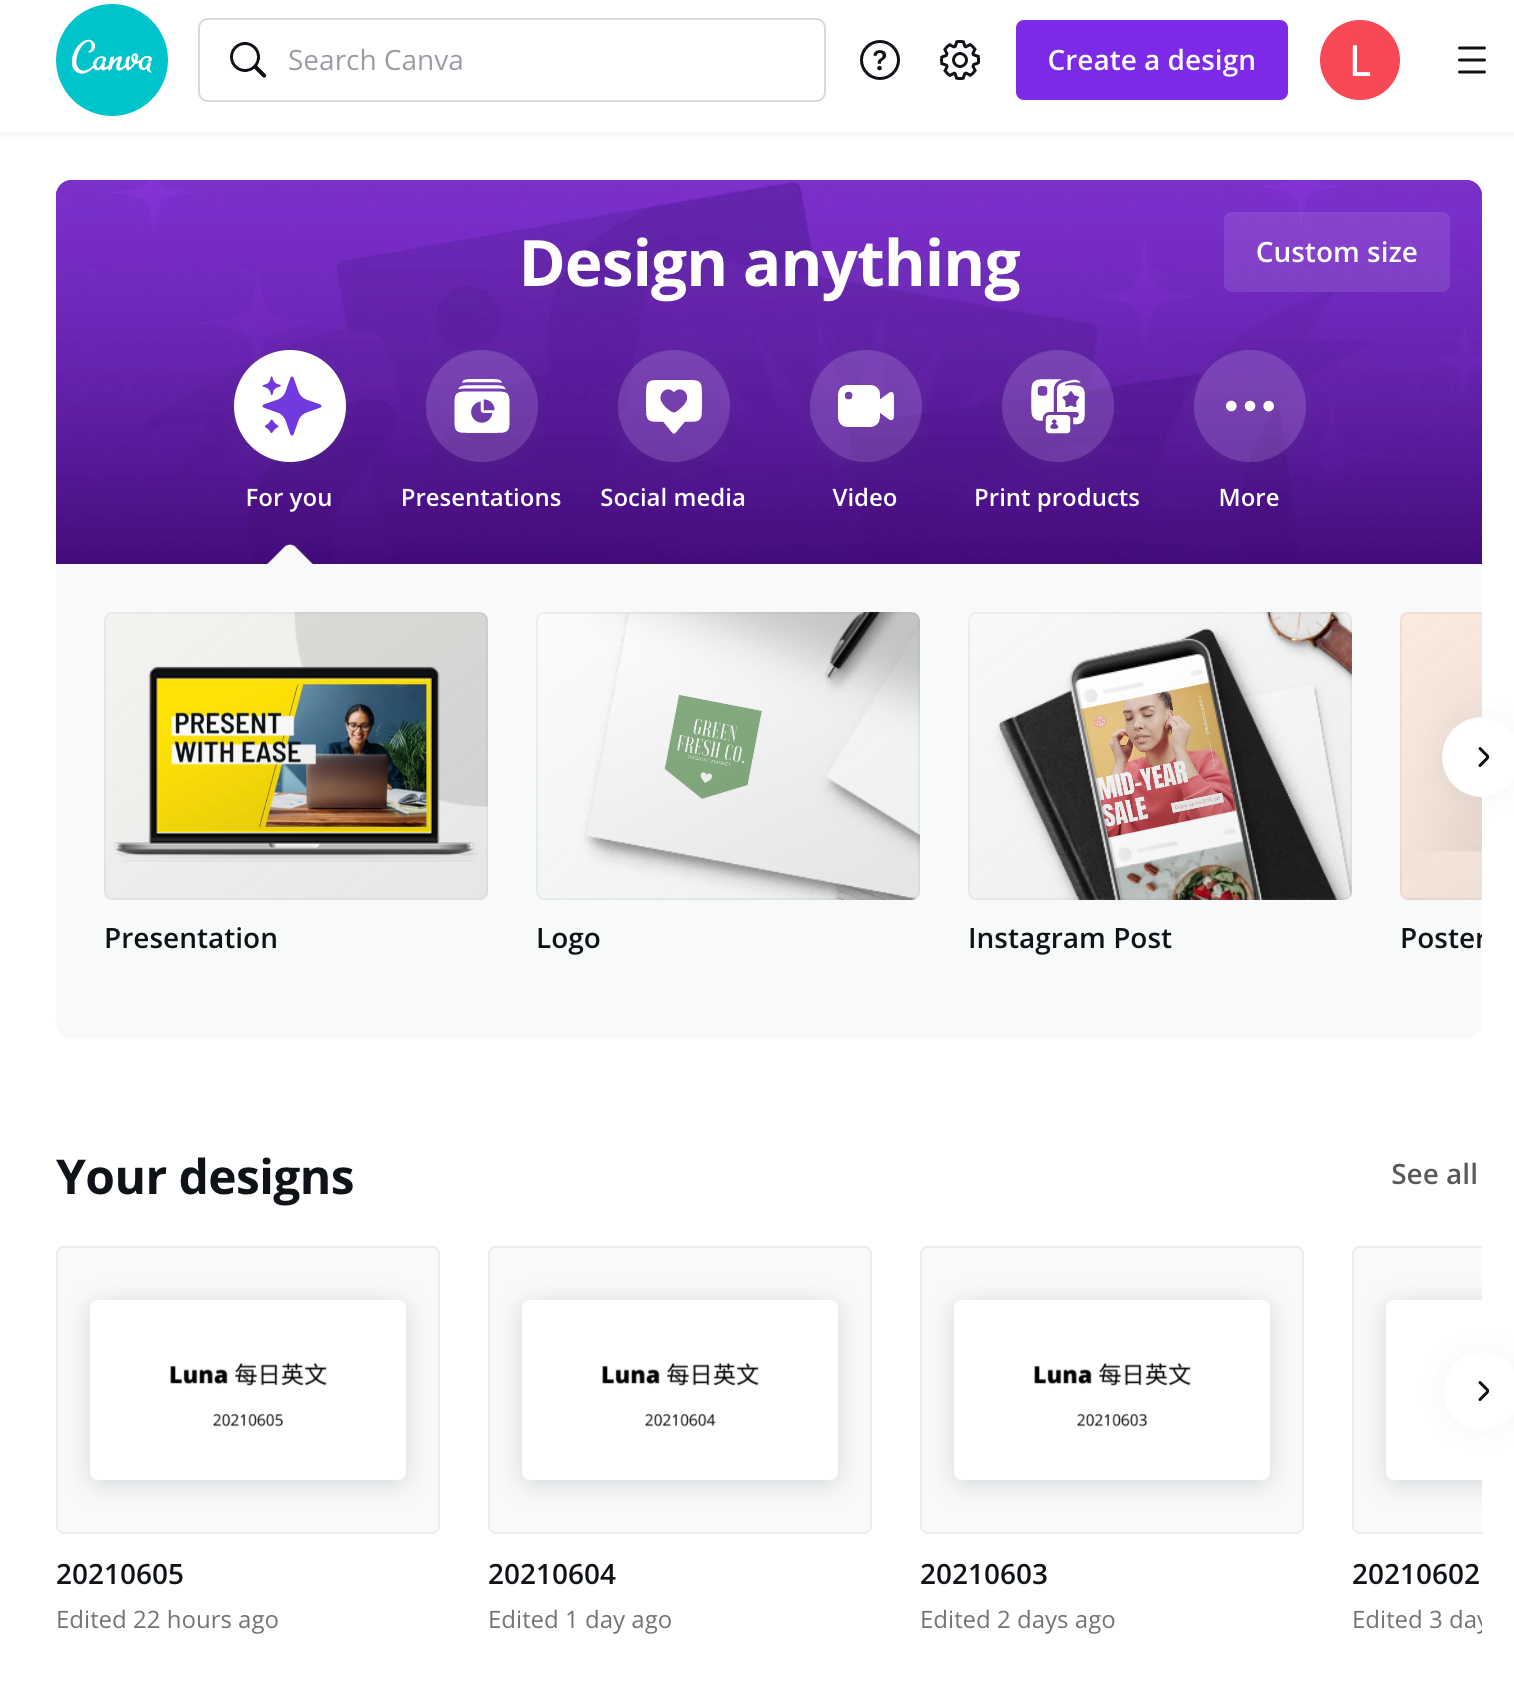 Canva
Search Canva
Create a design
L
Design anything
Custom size
For you
Presentations
Social media
Video
Print products
More
PRESENT
WITH EASE
GREEN
FRESH CO.
ORGANIC MARKET
MID-YEAR
SALE
Presentation
Logo
Instagram Post
Poster
Your designs
See all
Luna 每日英文
20210605
Luna 每日英文
20210604
Luna 每日英文
20210603
20210605
Edited 22 hours ago
20210604
Edited 1 day ago
20210603
Edited 2 days ago
20210602
Edited 3 day